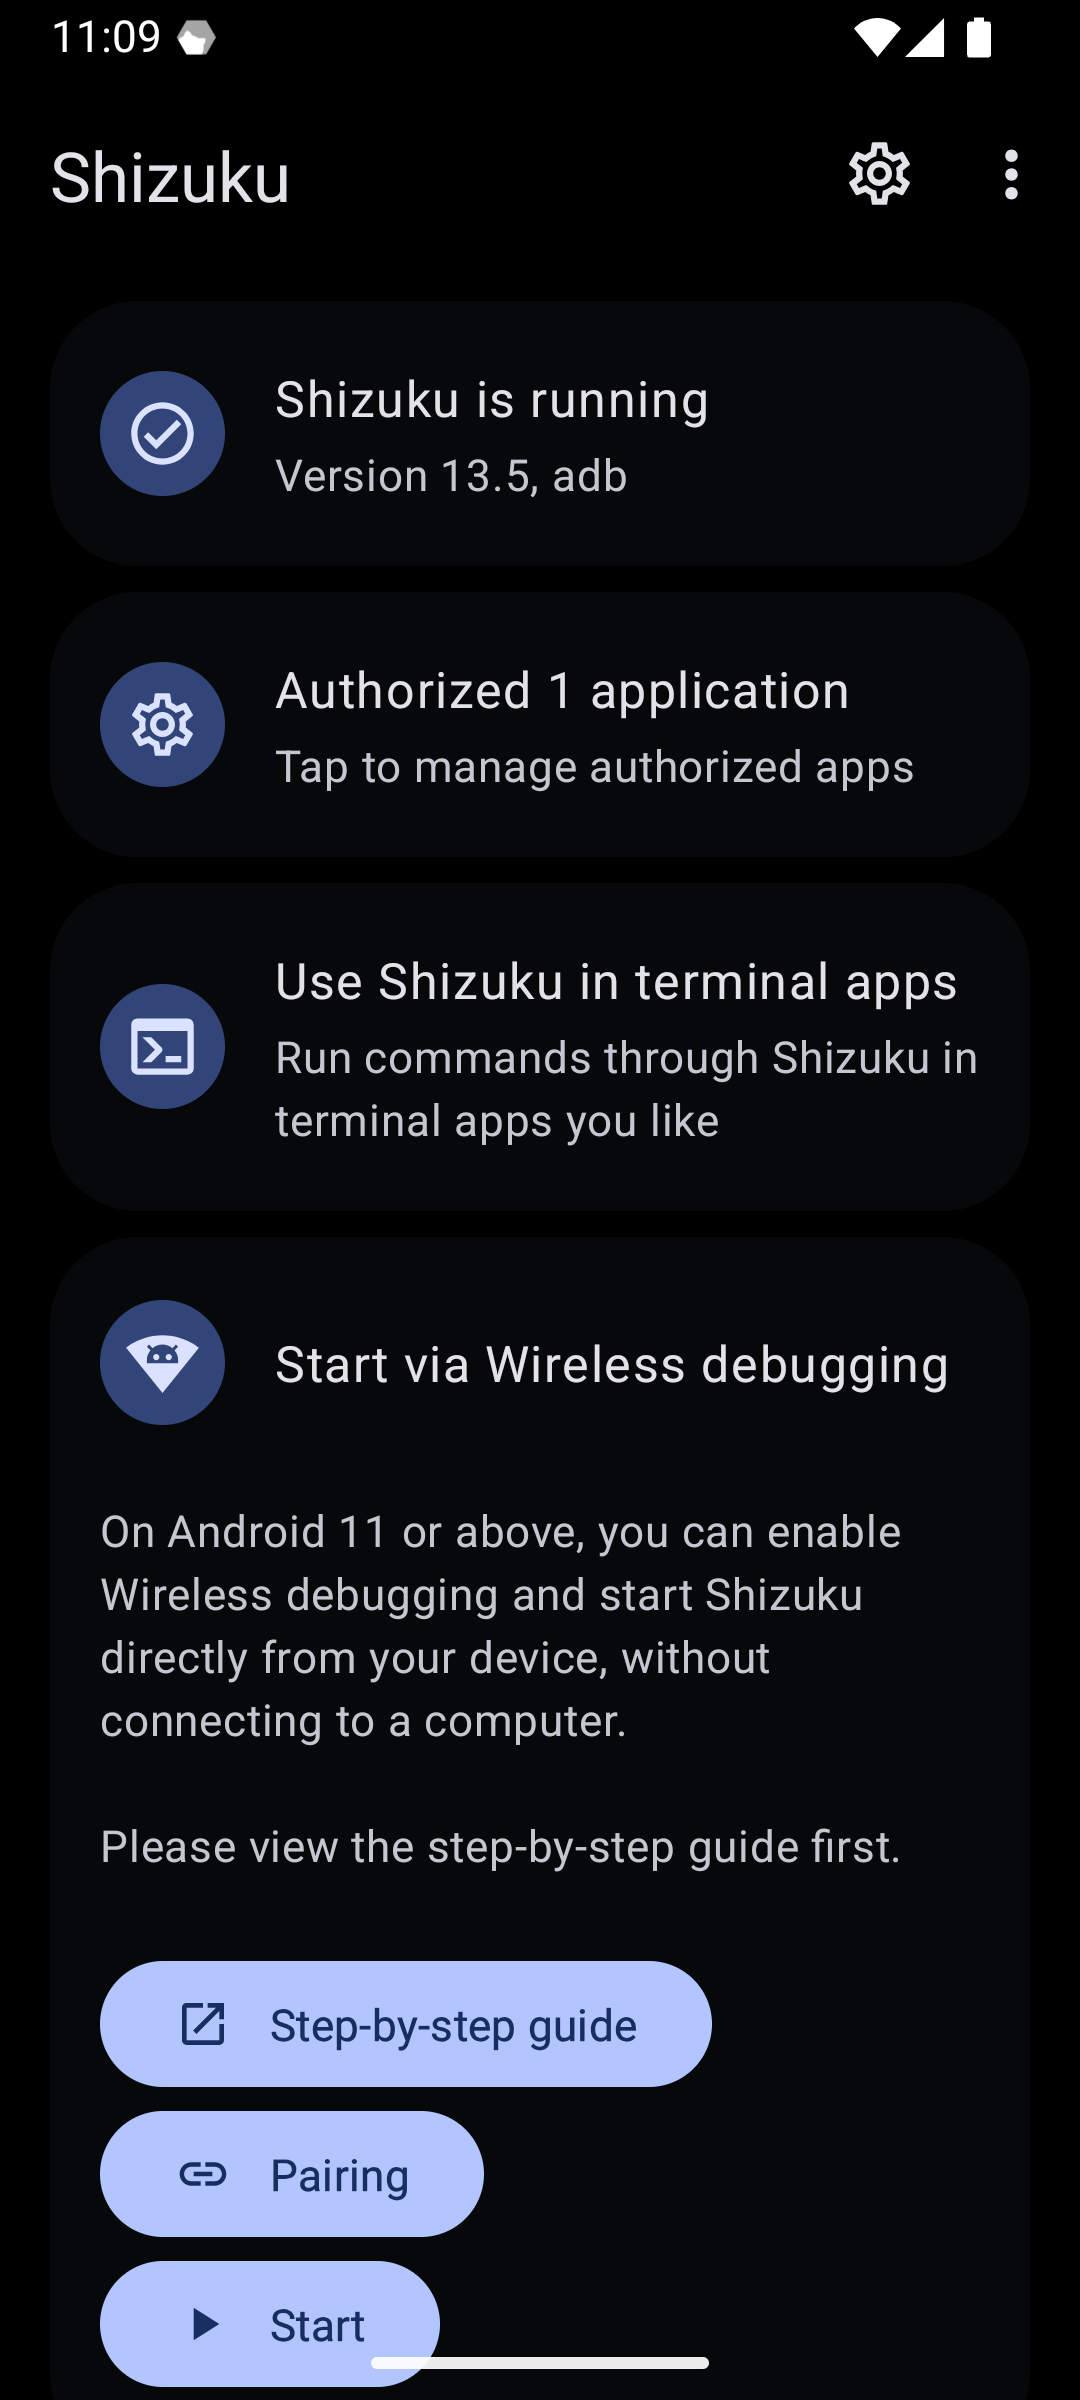 11:09
Shizuku
Shizuku is running
Version 13.5, adb
Authorized 1 application
Tap to manage authorized apps
Use Shizuku in terminal apps
Run commands through Shizuku in
terminal apps you like
Start via Wireless debugging
On Android 11 or above, you can enable
Wireless debugging and start Shizuku
directly from your device, without
connecting to a computer.
Please view the step-by-step guide first.
Step-by-step guide
Pairing
Start